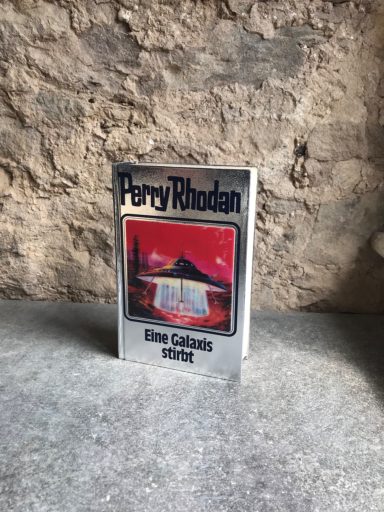 Perry Rhodan
Eine Galaxis
stirbt